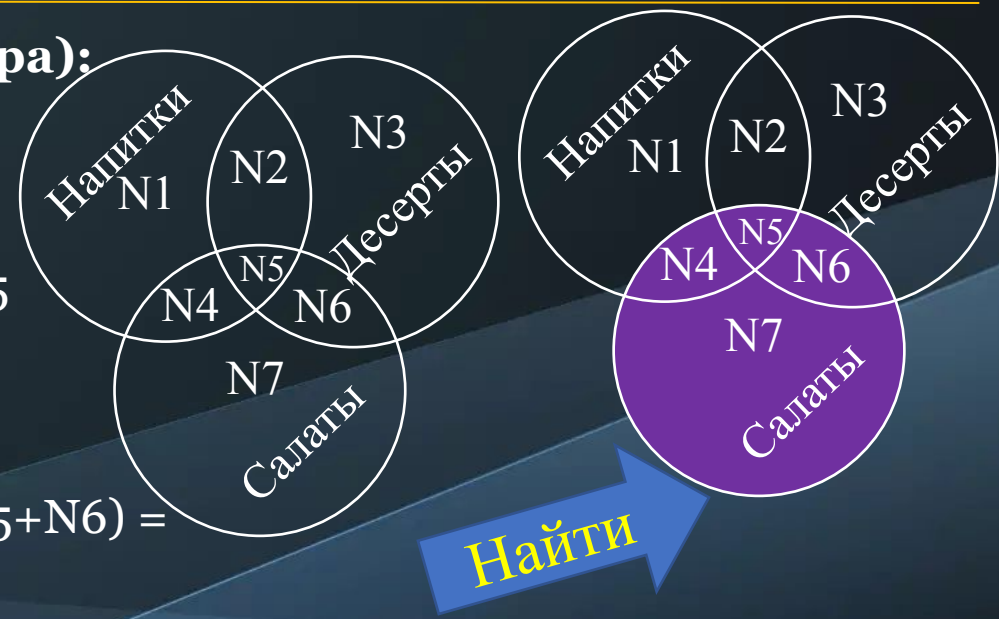 ра):
Напитки
N1
N2
N3
Десерты
N4
N5
N6
N7
Салаты
5
5+N6) =
Напитки
N1
N2
N3
Десерты
N4
N5
N6
N7
Салаты
Найти